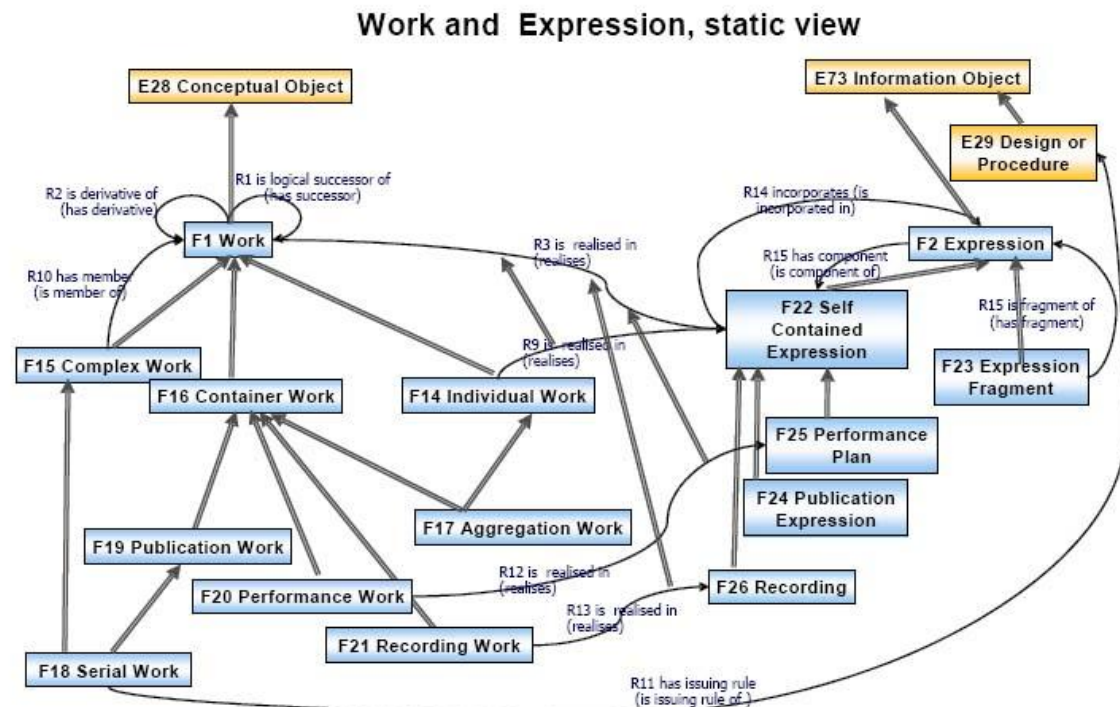 Work and Expression, static view
E28 Conceptual Object
E73 Information Object
E29 Design or
Procedure
R2 is derivative of
(has derivative)
R1 is logical successor of
(has successor)
R14 incorporates (is
incorporated in)
F1 Work
R3 is realised in
(realises)
F2 Expression
R15 has component
(is component of)
R10 has member
(is member of)
F22 Self
Contained
Expression
R15 is fragment of
(has fragment)
F15 Complex Work
R9 is realised in
(realises)
F23 Expression
Fragment
F16 Container Work
F14 Individual Work
F25 Performance
Plan
F24 Publication
Expression
F17 Aggregation Work
F19 Publication Work
R12 is realised in
(realises)
F20 Performance Work
F26 Recording
R13 is realised in
(realises)
F21 Recording Work
F18 Serial Work
R11 has issuing rule
(is issuing rule of )